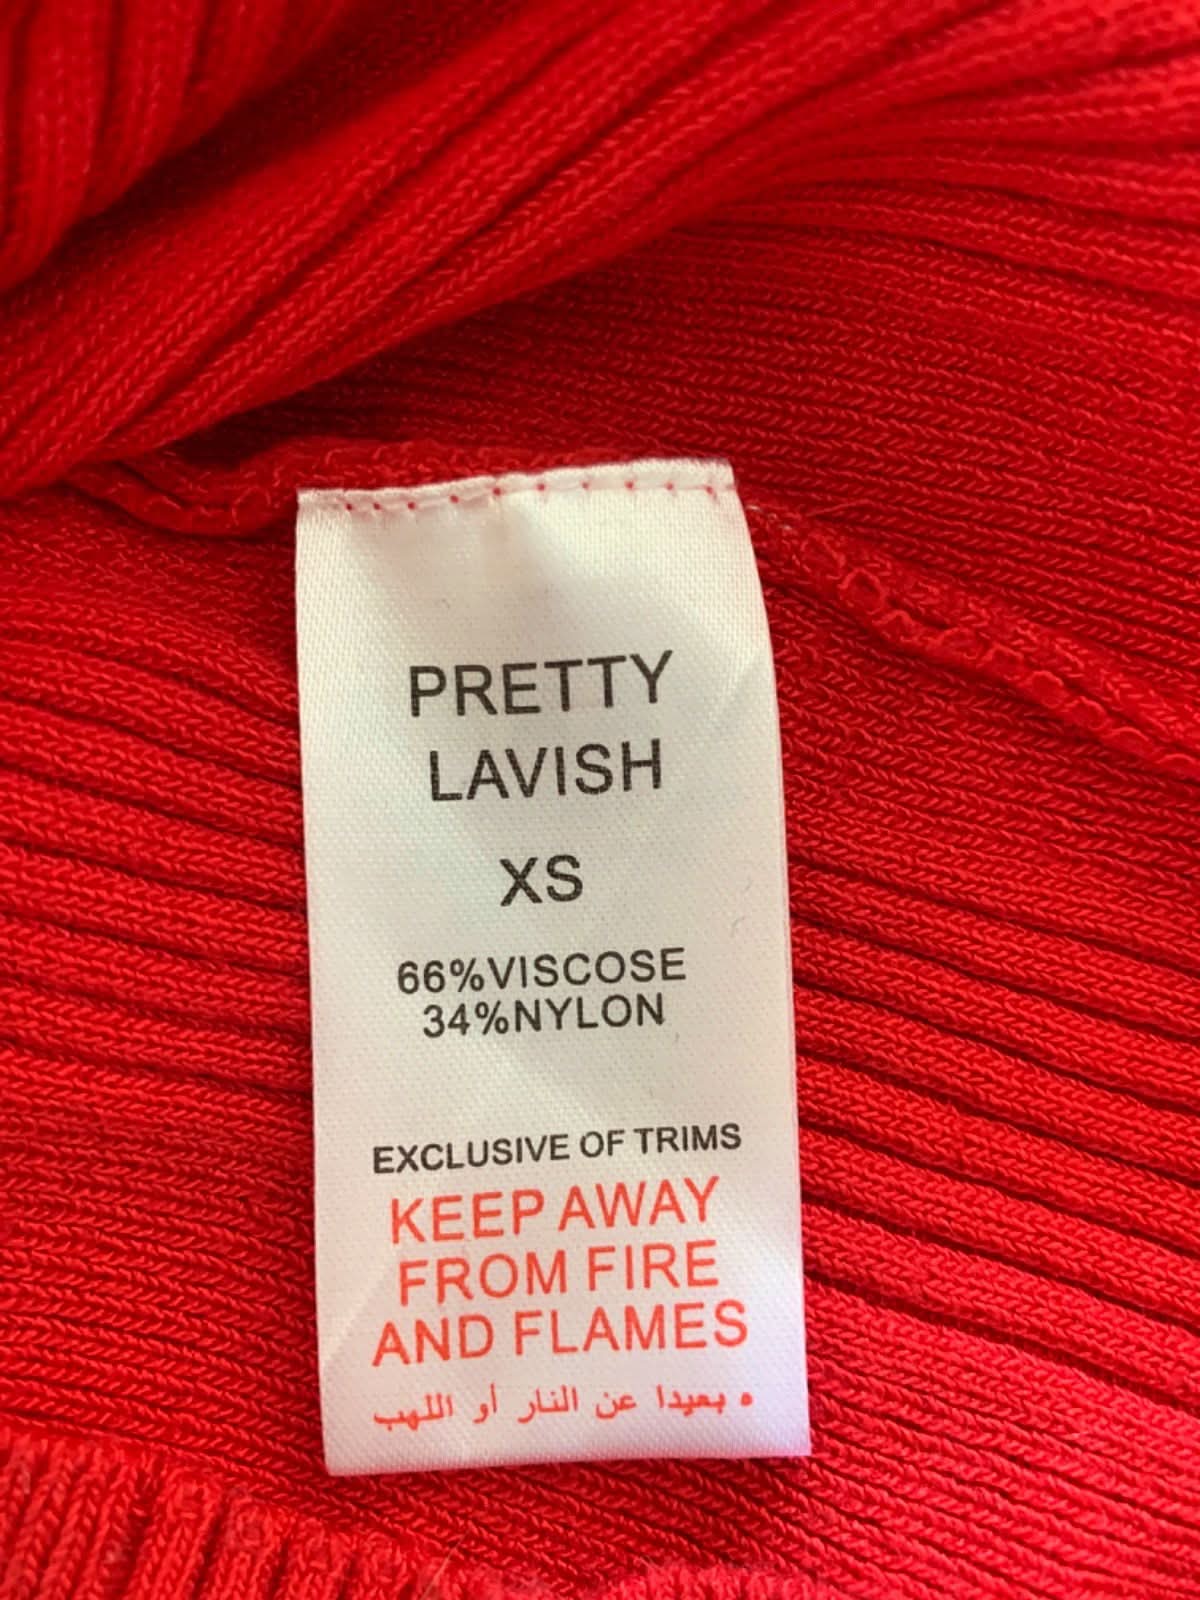 PRETTY
LAVISH
XS
66%VISCOSE
34%NYLON
EXCLUSIVE OF TRIMS
KEEP AWAY
FROM FIRE
AND FLAMES
ه بعيدا عن النار أو اللهب